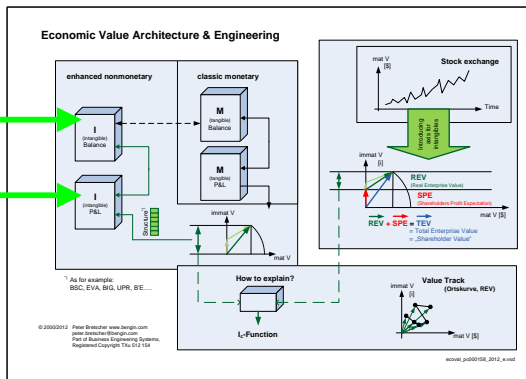 Economic Value Architecture & Engineering
enhanced nonmonetary
classic monetary
I
(intangible)
Balance
M
(tangible)
Balance
I
(intangible)
P&L
M
(tangible)
P&L
Structure*)
immat V
[i]
mat V
*) As for example:
BSC, EVA, BIG, UPR, B'E....
mat V
[$]
Stock exchange
Time
Introducing
axis for
intangibles
immat V
[i]
REV
(Real Enterprise Value)
SPE
(Shareholders Profit Expectation)
mat V [$]
REV + SPE = TEV
= Total Enterprise Value
= „Shareholder Value"
How to explain?
I2-Function
immat V
[i]
Value Track
(Ortskurve, REV)
mat V [$]
© 2000/2012 Peter Bretscher www.bengin.com
peter.bretscher@bengin.com
Part of Business Engineering Systems,
Registered Copyright TXu 512 154
ecoval_pc000158_2012_e.vsd